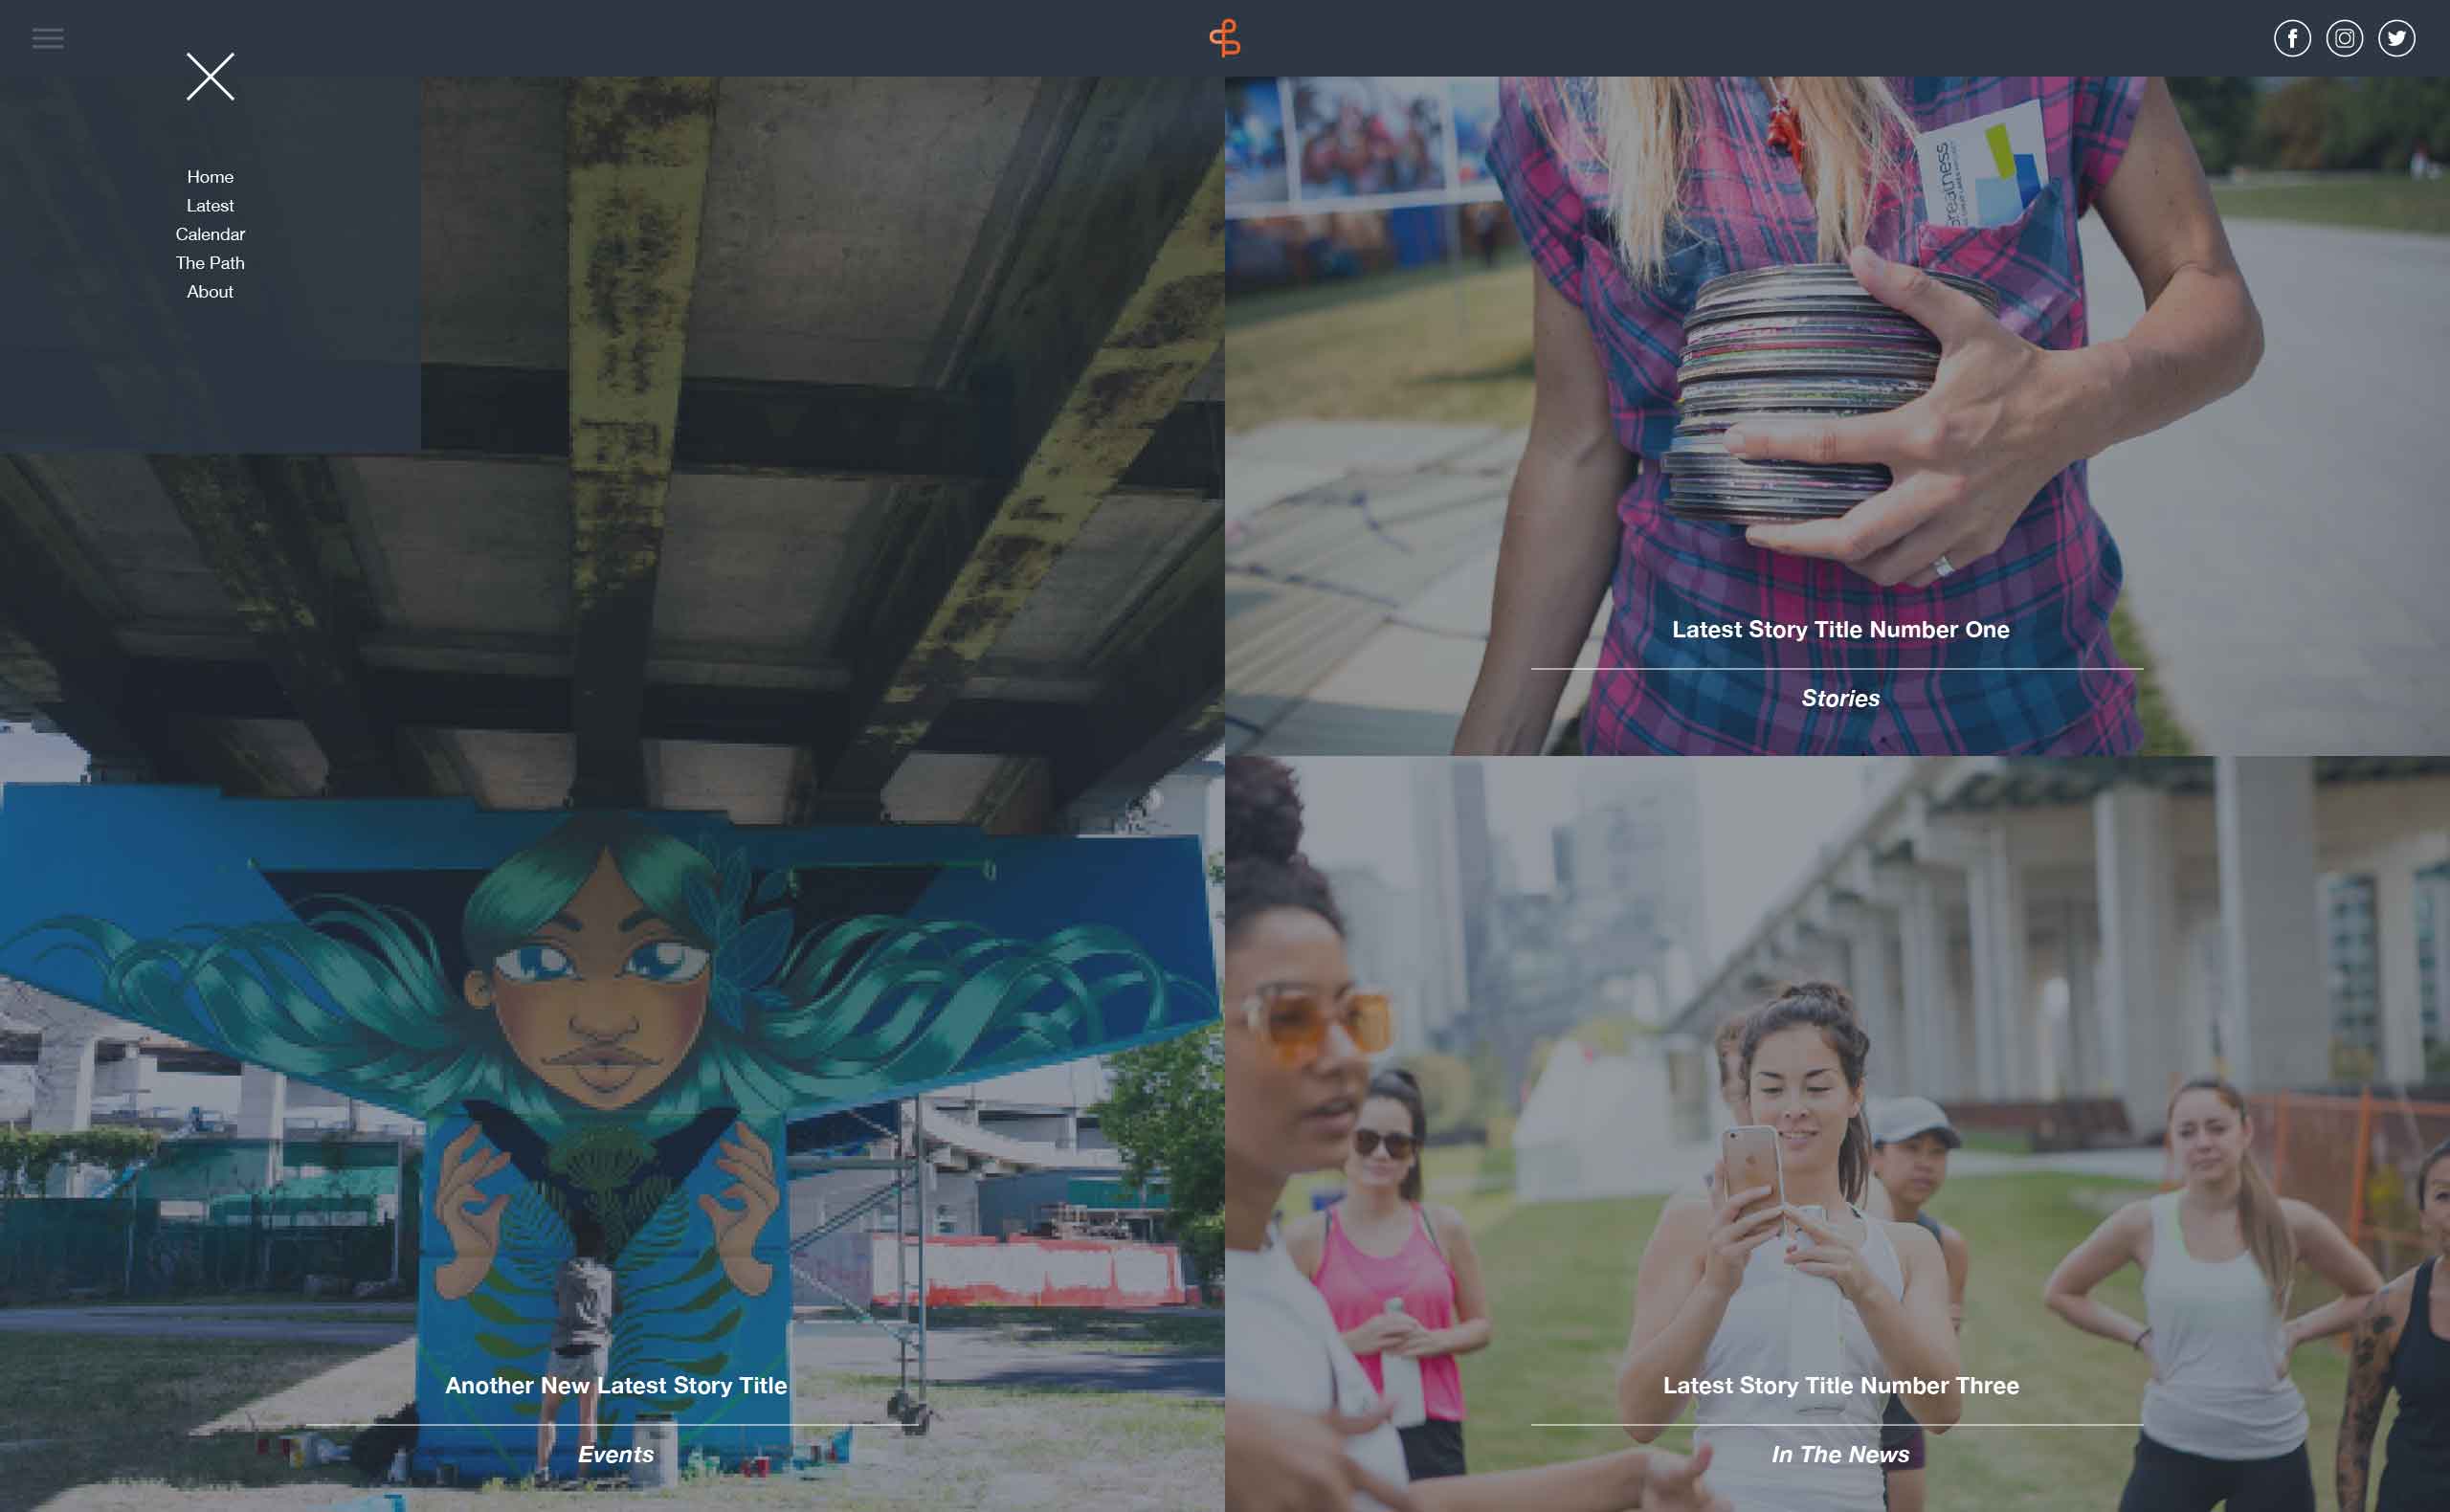 Home
Latest
Calendar
The Path
About
Latest Story Title Number One
Stories
Another New Latest Story Title
Events
Latest Story Title Number Three
In The News